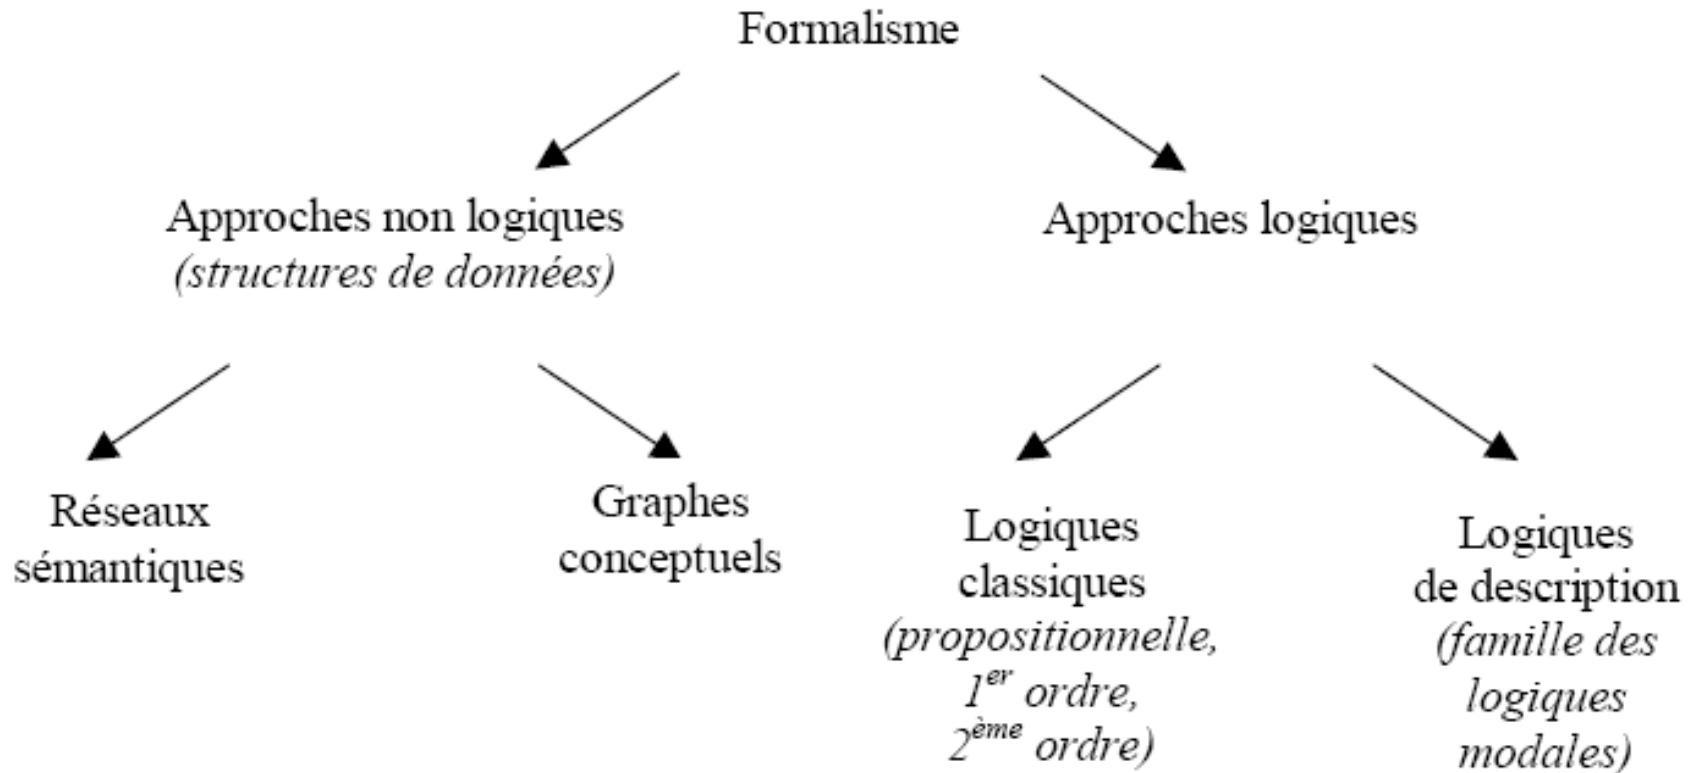 Formalisme
Approches non logiques
(structures de données)
Approches logiques
Réseaux
sémantiques
Graphes
conceptuels
Logiques
classiques
(propositionnelle,
1er ordre,
2ème ordre)
Logiques
de description
(famille des
logiques
modales)